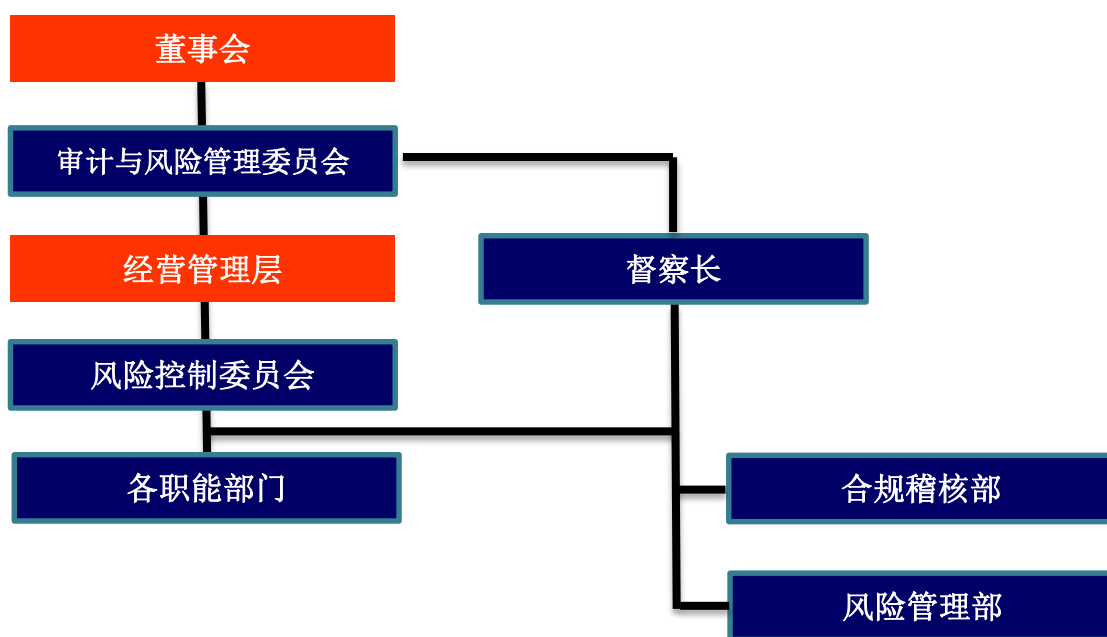 董事会
审计与风险管理委员会
经营管理层
督察长
风险控制委员会
各职能部门
合规稽核部
风险管理部